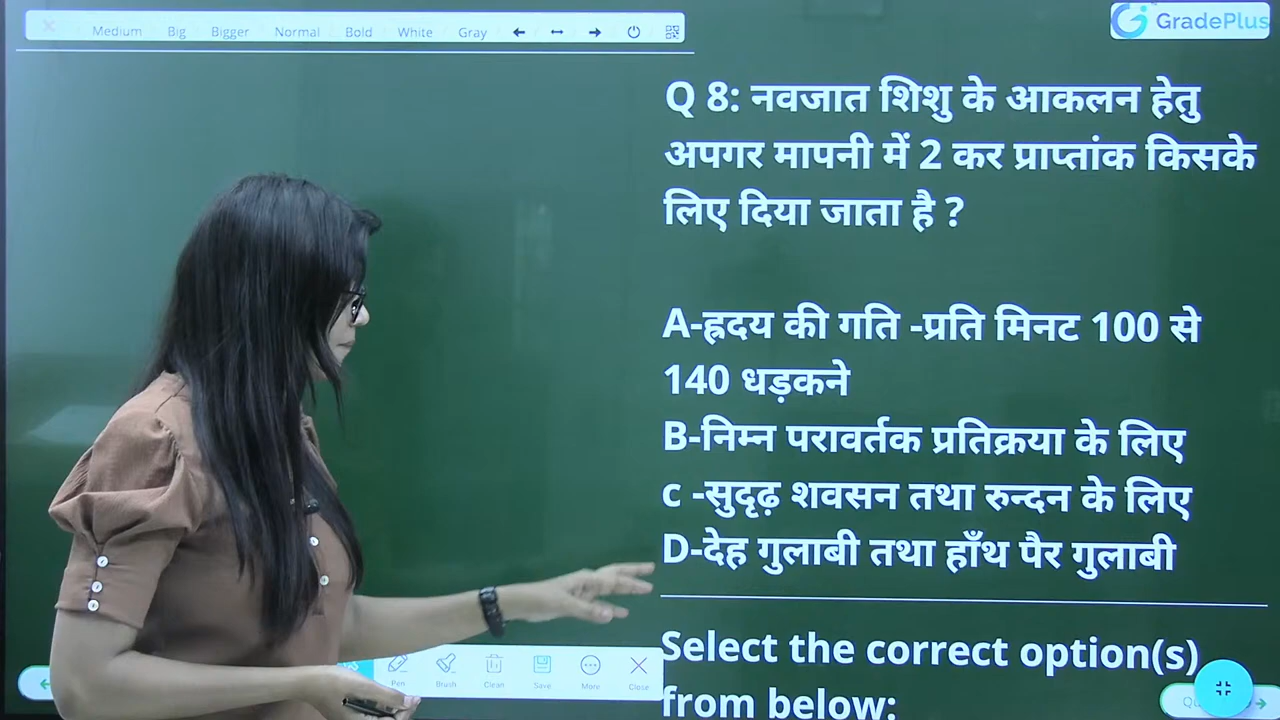 Medium Big Bigger Normal Bold White Gray
GradePlus
Q 8: नवजात शिशु के आकलन हेतु
अपगर मापनी में 2 कर प्राप्तांक किसके
लिए दिया जाता है ?
A-ह्रदय की गति -प्रति मिनट 100 से
140 धड़कने
B-निम्न परावर्तक प्रतिक्रया के लिए
c -सुदृढ़ शवसन तथा रुन्दन के लिए
D-देह गुलाबी तथा हाँथ पैर गुलाबी
Select the correct option(s)
from below:
Pen Brush Clean Save More Close